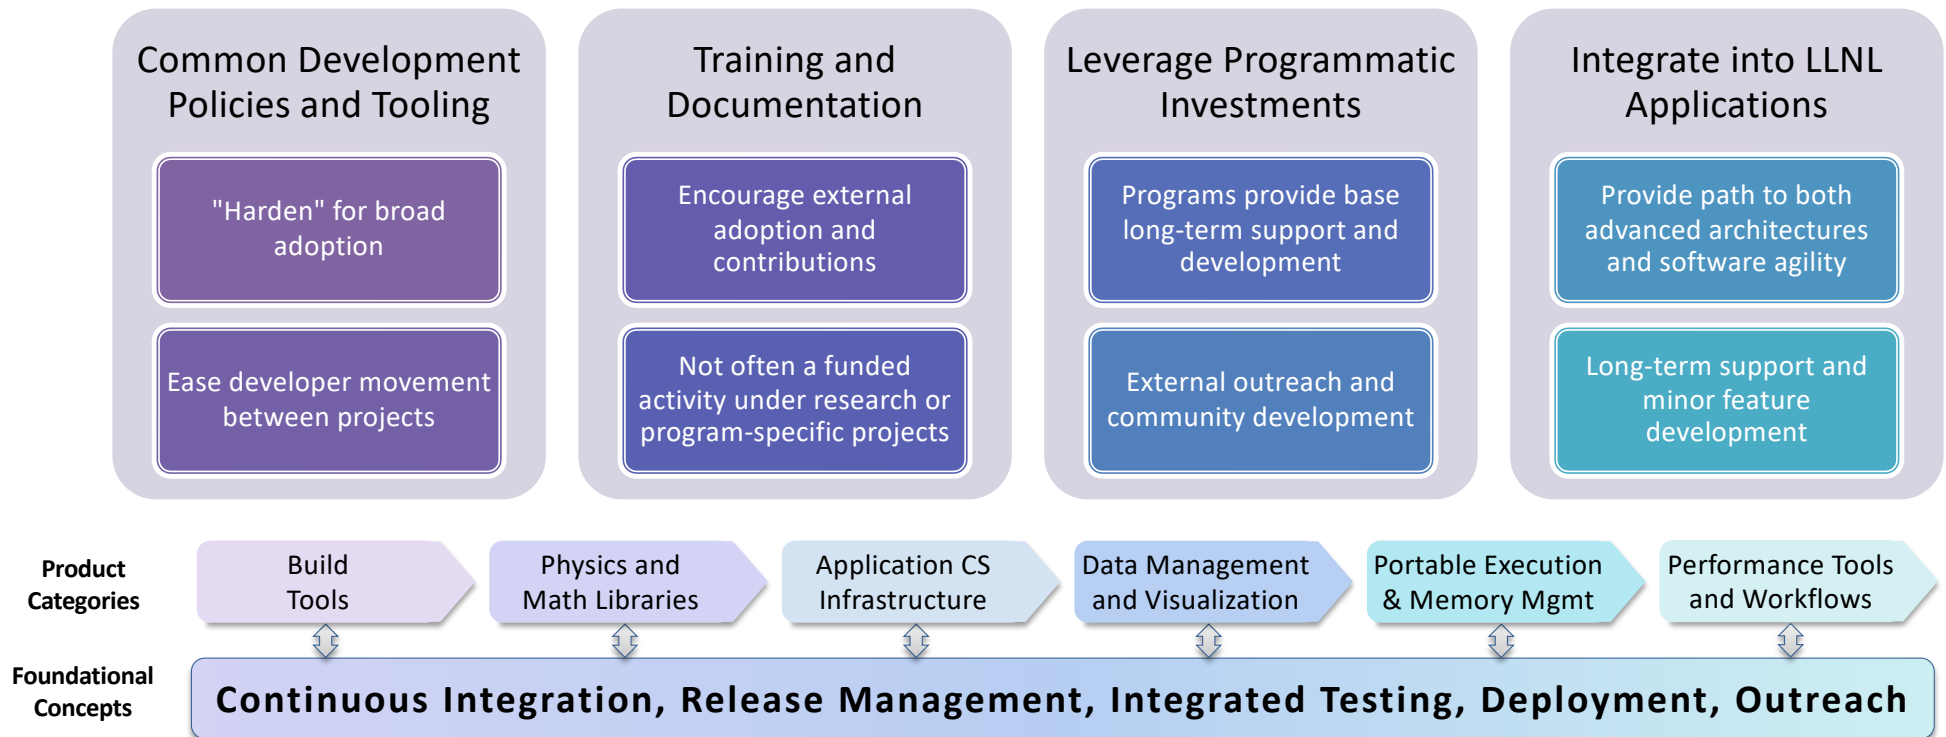 Common Development
Policies and Tooling
"Harden" for broad
adoption
Ease developer movement
between projects
Training and
Documentation
Encourage external
adoption and
contributions
Not often a funded
activity under research or
program-specific projects
Leverage Programmatic
Investments
Programs provide base
long-term support and
development
External outreach and
community development
Integrate into LLNL
Applications
Provide path to both
advanced architectures
and software agility
Long-term support and
minor feature
development
Product
Categories
Build
Tools
Physics and
Math Libraries
Application CS
Infrastructure
Data Management
and Visualization
Portable Execution
& Memory Mgmt
Performance Tools
and Workflows
Foundational
Concepts
Continuous Integration, Release Management, Integrated Testing, Deployment, Outreach